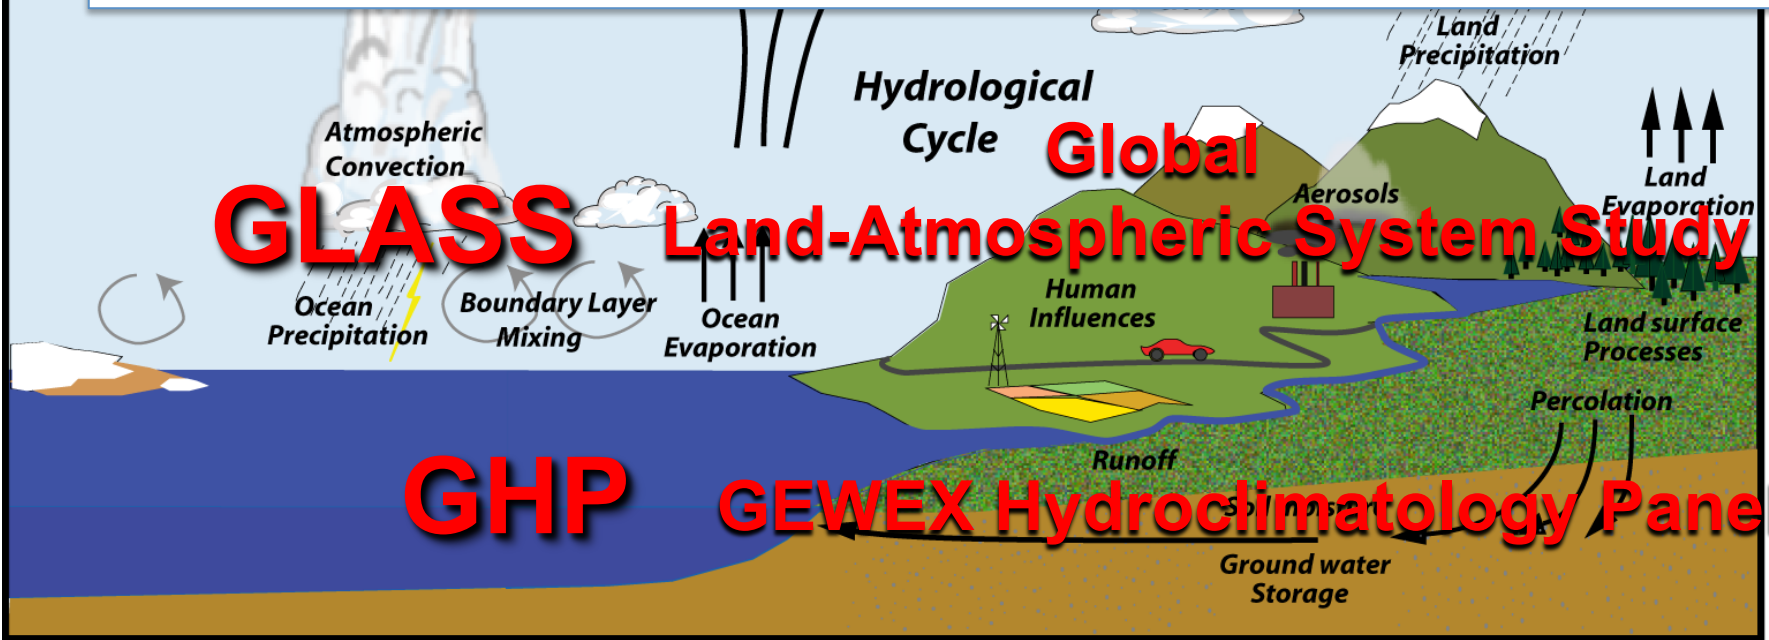 Land
Precipitation
Hydrological
Cycle
Atmospheric
Convection
Global
Aerosols
Land
Evaporation
GLASS
Land-Atmospheric System Study
Human
Influences
Ocean
Precipitation
Boundary Layer
Mixing
Ocean
Evaporation
Land surface
Processes
Percolation
Runoff
GHP
GEWEX Hydroclimatology Pane
Ground water
Storage